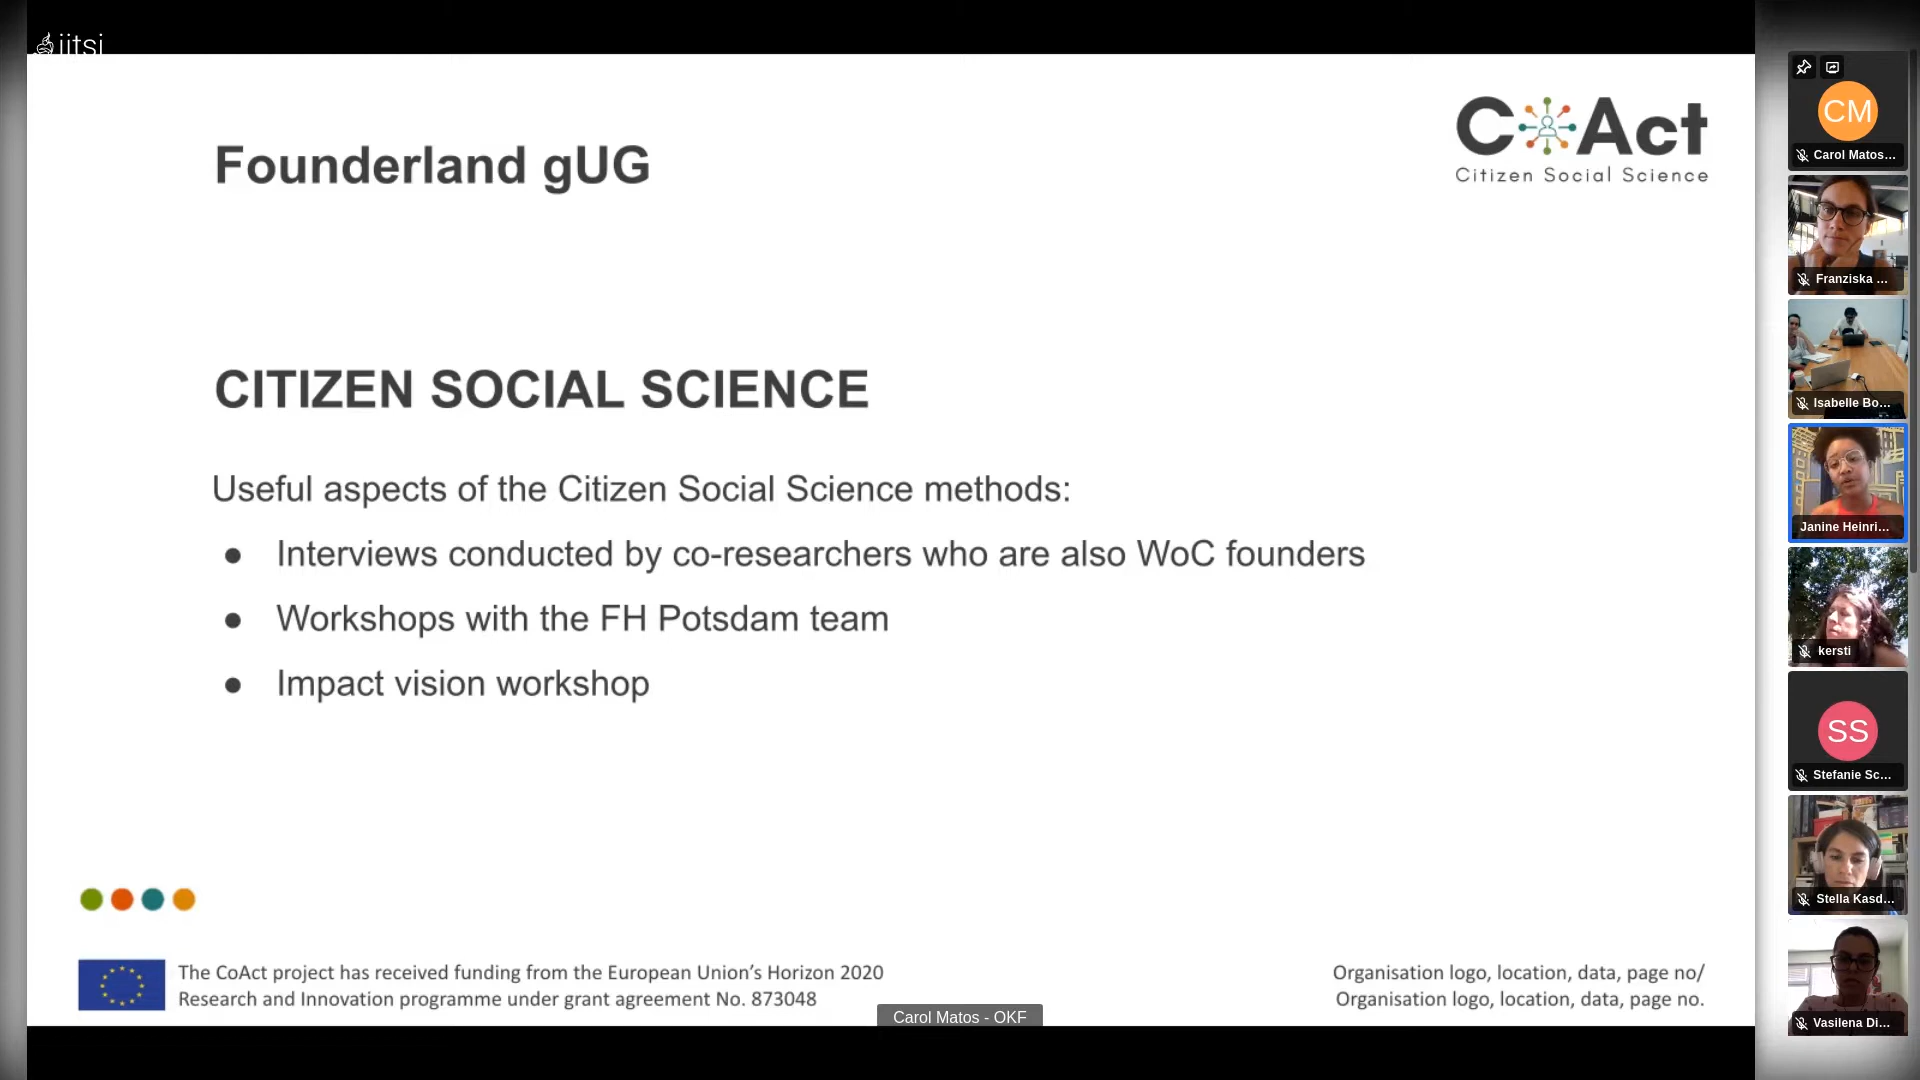 jitsi
Founderland gUG
CoAct
Citizen Social Science
CITIZEN SOCIAL SCIENCE
Useful aspects of the Citizen Social Science methods:
● Interviews conducted by co-researchers who are also WoC founders
● Workshops with the FH Potsdam team
● Impact vision workshop
The CoAct project has received funding from the European Union’s Horizon 2020
Research and Innovation programme under grant agreement No. 873048
Organisation logo, location, data, page no/
Organisation logo, location, data, page no.
Carol Matos - OKF
CM
Carol Matos...
Franziska ...
Isabelle Bo...
Janine Heinri...
kersti
SS
Stefanie Sc...
Stella Kasd...
Vasilena Di...